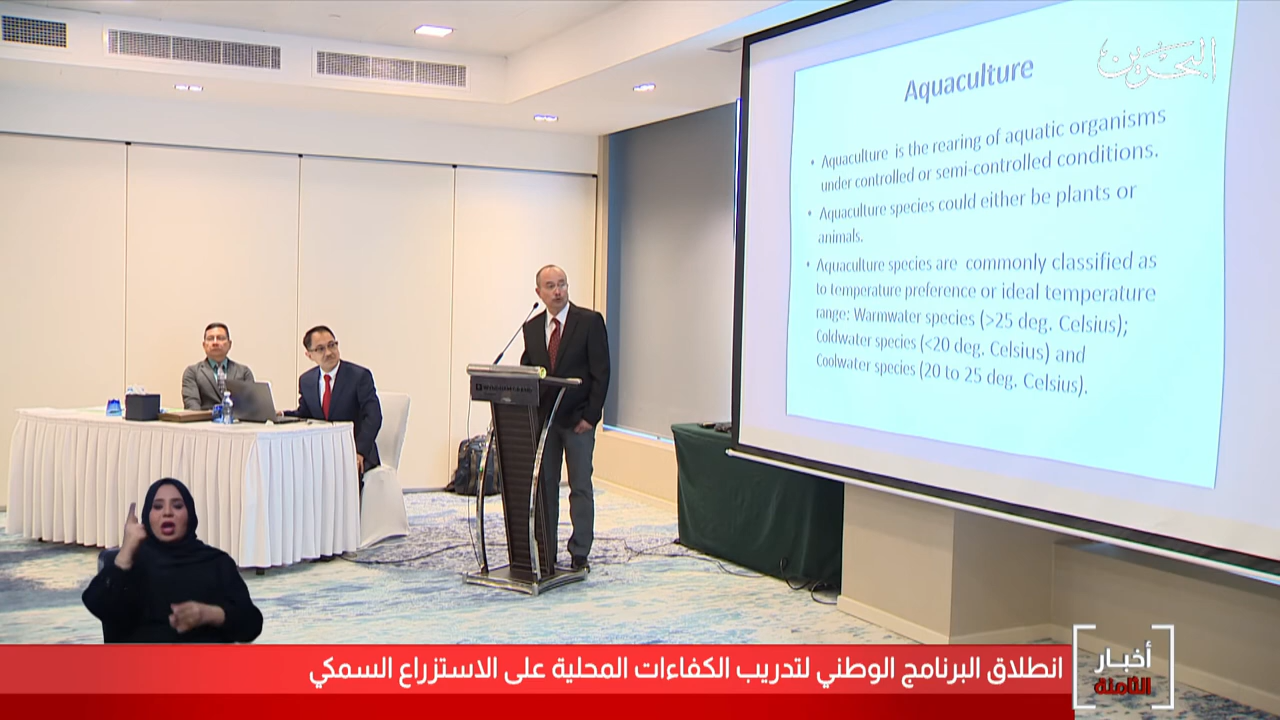 البحرين
Aquaculture
• Aquaculture is the rearing of aquatic organisms
under controlled or semi-controlled conditions.
• Aquaculture species could either be plants or
animals.
• Aquaculture species are commonly classified as
to temperature preference or ideal temperature
range: Warmwater species (>25 deg. Celsius);
Coldwater species (<20 deg. Celsius) and
Coolwater species (20 to 25 deg. Celsius).
انطلاق البرنامج الوطني لتدريب الكفاءات المحلية على الاستزراع السمكي
أخبار
الثامنة